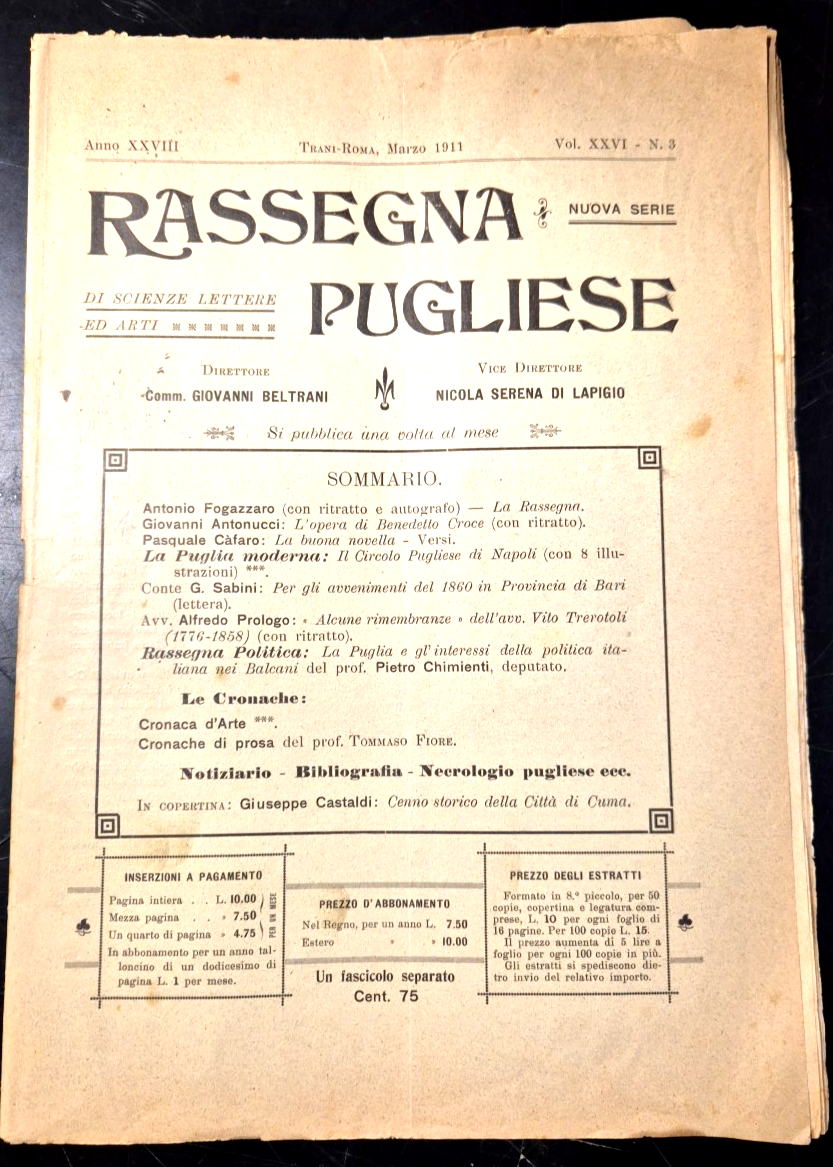 Anno XXVIII TRANI-ROMA, Marzo 1911 Vol. XXVI - N. 3
RASSEGNA NUOVA SERIE
DI SCIENZE LETTERE
ED ARTI
PUGLIESE
DIRETTORE
Comm. GIOVANNI BELTRANI
VICE DIRETTORE
NICOLA SERENA DI LAPIGIO
Si pubblica una volta al mese
SOMMARIO.
Antonio Fogazzaro (con ritratto e autografo) — La Rassegna.
Giovanni Antonucci: L'opera di Benedetto Croce (con ritratto).
Pasquale Càfaro: La buona novella - Versi.
La Puglia moderna: Il Circolo Pugliese di Napoli (con 8 illu-
strazioni) ***.
Conte G. Sabini: Per gli avvenimenti del 1860 in Provincia di Bari
(lettera).
Avv. Alfredo Prologo: « Alcune rimembranze » dell'avv. Vito Trerotoli
(1776-1858) (con ritratto).
Rassegna Politica: La Puglia e gl'interessi della politica ita-
liana nei Balcani del prof. Pietro Chimienti, deputato.
Le Cronache:
Cronaca d'Arte ***.
Cronache di prosa del prof. TOMMASO FIORE.
Notiziario - Bibliografia - Necrologio pugliese ecc.
IN COPERTINA: Giuseppe Castaldi: Cenno storico della Città di Cuma.
INSERZIONI A PAGAMENTO
Pagina intiera . . L. 10.00
Mezza pagina . . » 7.50
Un quarto di pagina » 4.75
PER UN MESE
In abbonamento per un anno tal-
loncino di un dodicesimo di
pagina L. 1 per mese.
PREZZO D'ABBONAMENTO
Nel Regno, per un anno L. 7.50
Estero » » 10.00
Un fascicolo separato
Cent. 75
PREZZO DEGLI ESTRATTI
Formato in 8.° piccolo, per 50
copie, copertina e legatura com-
prese, L. 10 per ogni foglio di
16 pagine. Per 100 copie L. 15.
Il prezzo aumenta di 5 lire a
foglio per ogni 100 copie in più.
Gli estratti si spediscono die-
tro invio del relativo importo.